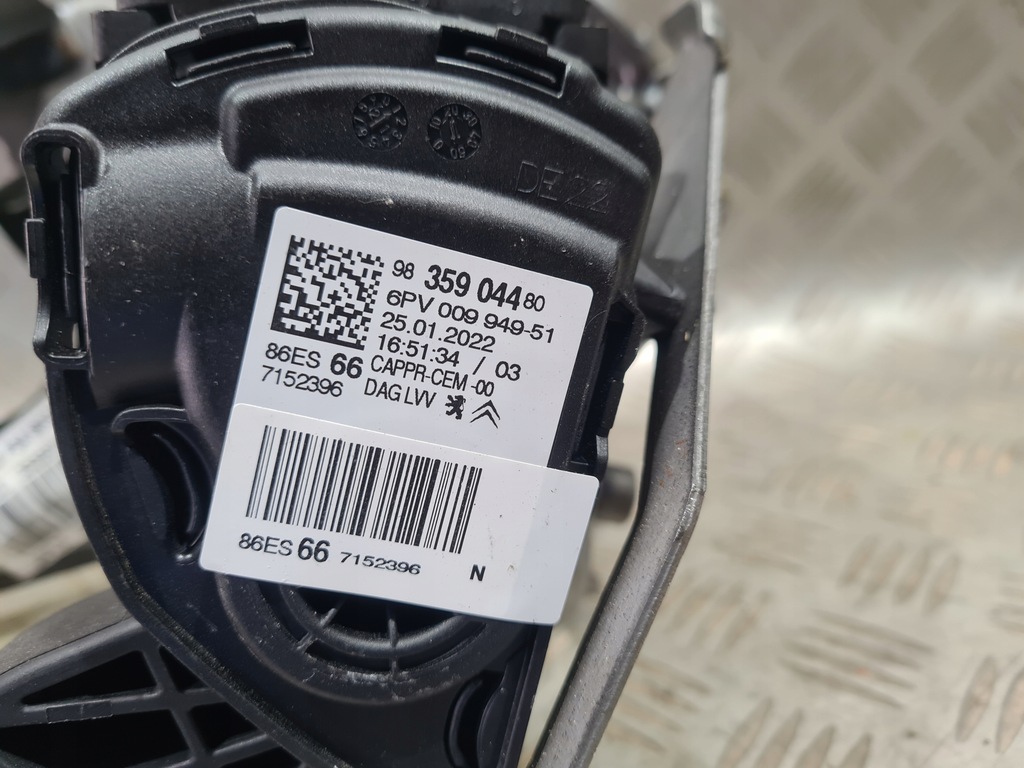 DE22
98 359 044 80
6PV 009 949-51
25.01.2022
16:51:34 / 03
86ES 66 CAPPR-CEM-00
7152396 DAG LVV
86ES 66 7152396 N